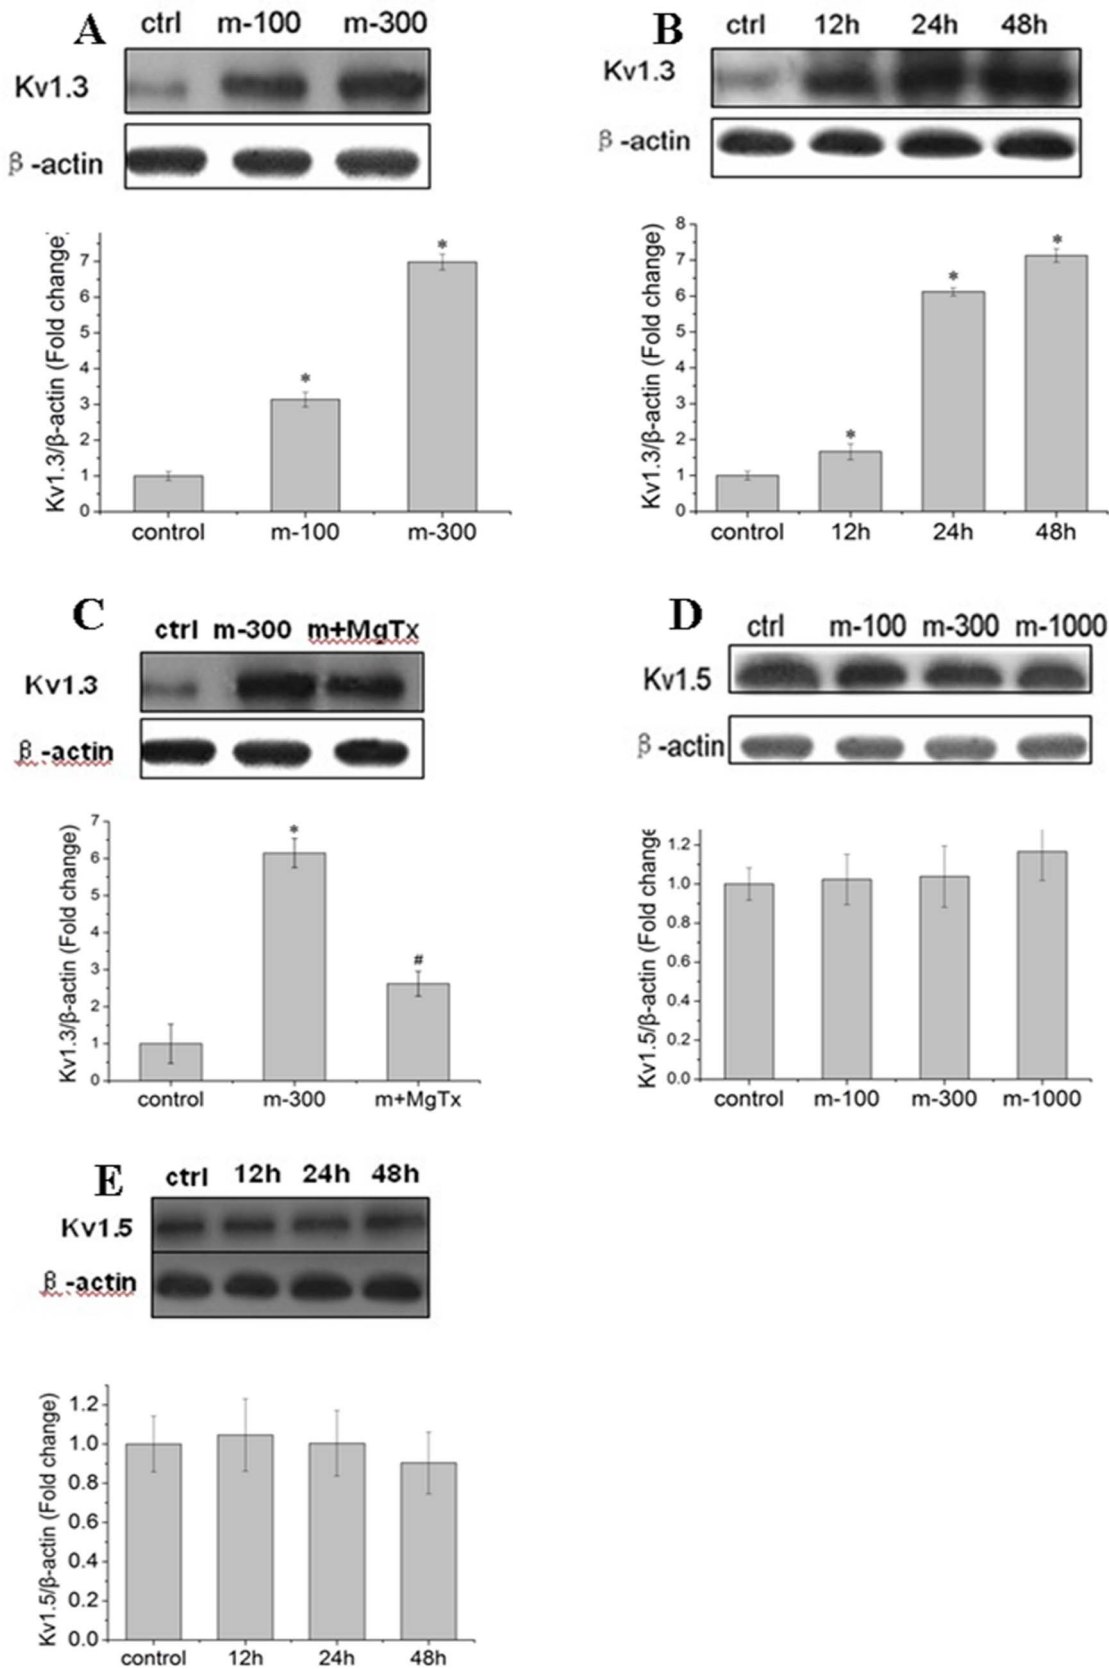 A
ctrl m-100 m-300
Kv1.3
β-actin
Kv1.3/β-actin (Fold change)
7
6
5
4
3
2
1
0
*
*
control m-100 m-300
B
ctrl 12h 24h 48h
Kv1.3
β-actin
Kv1.3/β-actin (Fold change)
8
7
6
5
4
3
2
1
0
*
*
*
control 12h 24h 48h
C
ctrl m-300 m+MgTx
Kv1.3
β-actin
Kv1.3/β-actin (Fold change)
7
6
5
4
3
2
1
0
*
#
control m-300 m+MgTx
D
ctrl m-100 m-300 m-1000
Kv1.5
β-actin
Kv1.5/β-actin (Fold change
1.2
1.0
0.8
0.6
0.4
0.2
0.0
control m-100 m-300 m-1000
E
ctrl 12h 24h 48h
Kv1.5
β-actin
Kv1.5/β-actin (Fold change)
1.2
1.0
0.8
0.6
0.4
0.2
0.0
control 12h 24h 48h